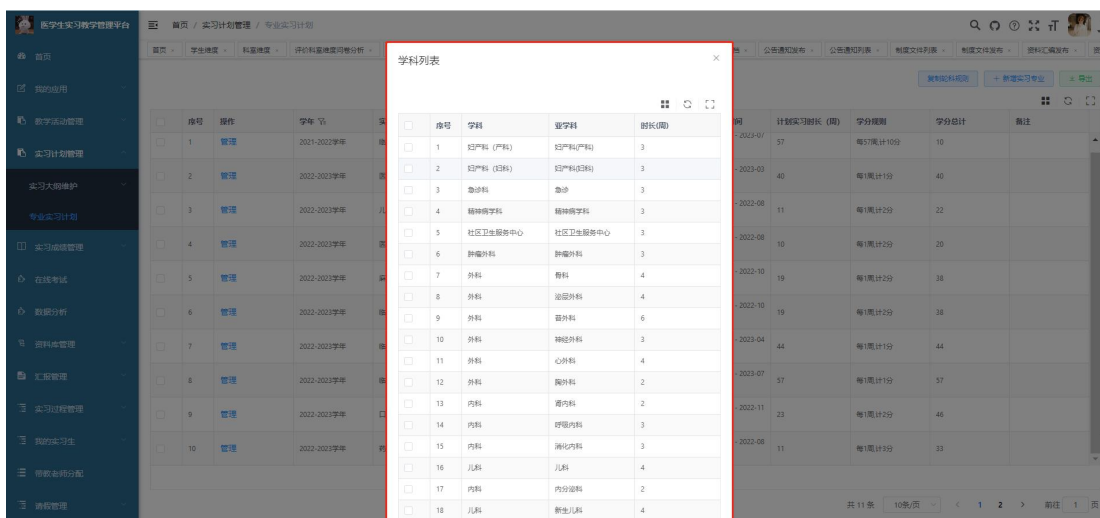 医学生实习教学管理平台
首页 / 实习计划管理 / 专业实习计划
首页
学生维度
科室维度
评价科室维度问卷分析
公告通知发布
公告通知列表
制度文件列表
制度文件发布
资料汇编发布
首页
我的应用
教学活动管理
实习计划管理
实习大纲维护
专业实习计划
实习成绩管理
在线考试
数据分析
资料库管理
汇报管理
实习过程管理
我的实习生
带教老师分配
请假管理
复制轮科规则
+ 新增实习专业
导出
序号 操作 学年 计划实习时长 (周) 学分规则 学分总计 备注
1 管理 2021-2022学年 - 2023-07 57 每57周,计10分 10
2 管理 2022-2023学年 - 2023-03 40 每1周,计1分 40
3 管理 2022-2023学年 - 2022-08 11 每1周,计2分 22
4 管理 2022-2023学年 - 2022-08 10 每1周,计2分 20
5 管理 2022-2023学年 - 2022-10 19 每1周,计2分 38
6 管理 2022-2023学年 - 2022-10 19 每1周,计2分 38
7 管理 2022-2023学年 - 2023-04 44 每1周,计1分 44
8 管理 2022-2023学年 - 2023-07 57 每1周,计1分 57
9 管理 2022-2023学年 - 2022-11 23 每1周,计2分 46
10 管理 2022-2023学年 - 2022-08 11 每1周,计3分 33
学科列表
序号 学科 亚学科 时长(周)
1 妇产科 (产科) 妇产科(产科) 3
2 妇产科 (妇科) 妇产科(妇科) 3
3 急诊科 急诊 3
4 精神病学科 精神病学科 3
5 社区卫生服务中心 社区卫生服务中心 3
6 肿瘤外科 肿瘤外科 3
7 外科 骨科 4
8 外科 泌尿外科 4
9 外科 普外科 6
10 外科 神经外科 3
11 外科 心外科 4
12 外科 胸外科 2
13 内科 肾内科 2
14 内科 呼吸内科 3
15 内科 消化内科 3
16 儿科 儿科 4
17 内科 内分泌科 2
18 儿科 新生儿科 4
共 11 条 10条/页 1 2 前往 1 页